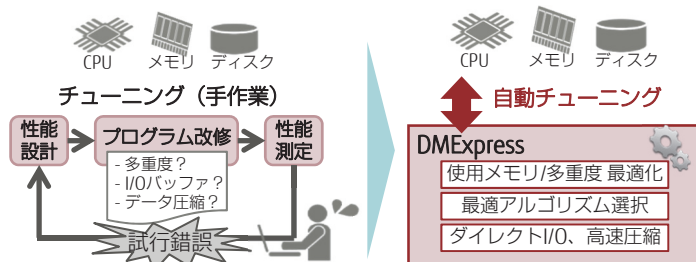 CPU
メモリ
ディスク
チューニング（手作業）
性能
設計
プログラム改修
性能
測定
- 多重度？
- I/Oバッファ？
- データ圧縮？
試行錯誤
CPU
メモリ
ディスク
自動チューニング
DMExpress
使用メモリ/多重度 最適化
最適アルゴリズム選択
ダイレクトI/O、高速圧縮